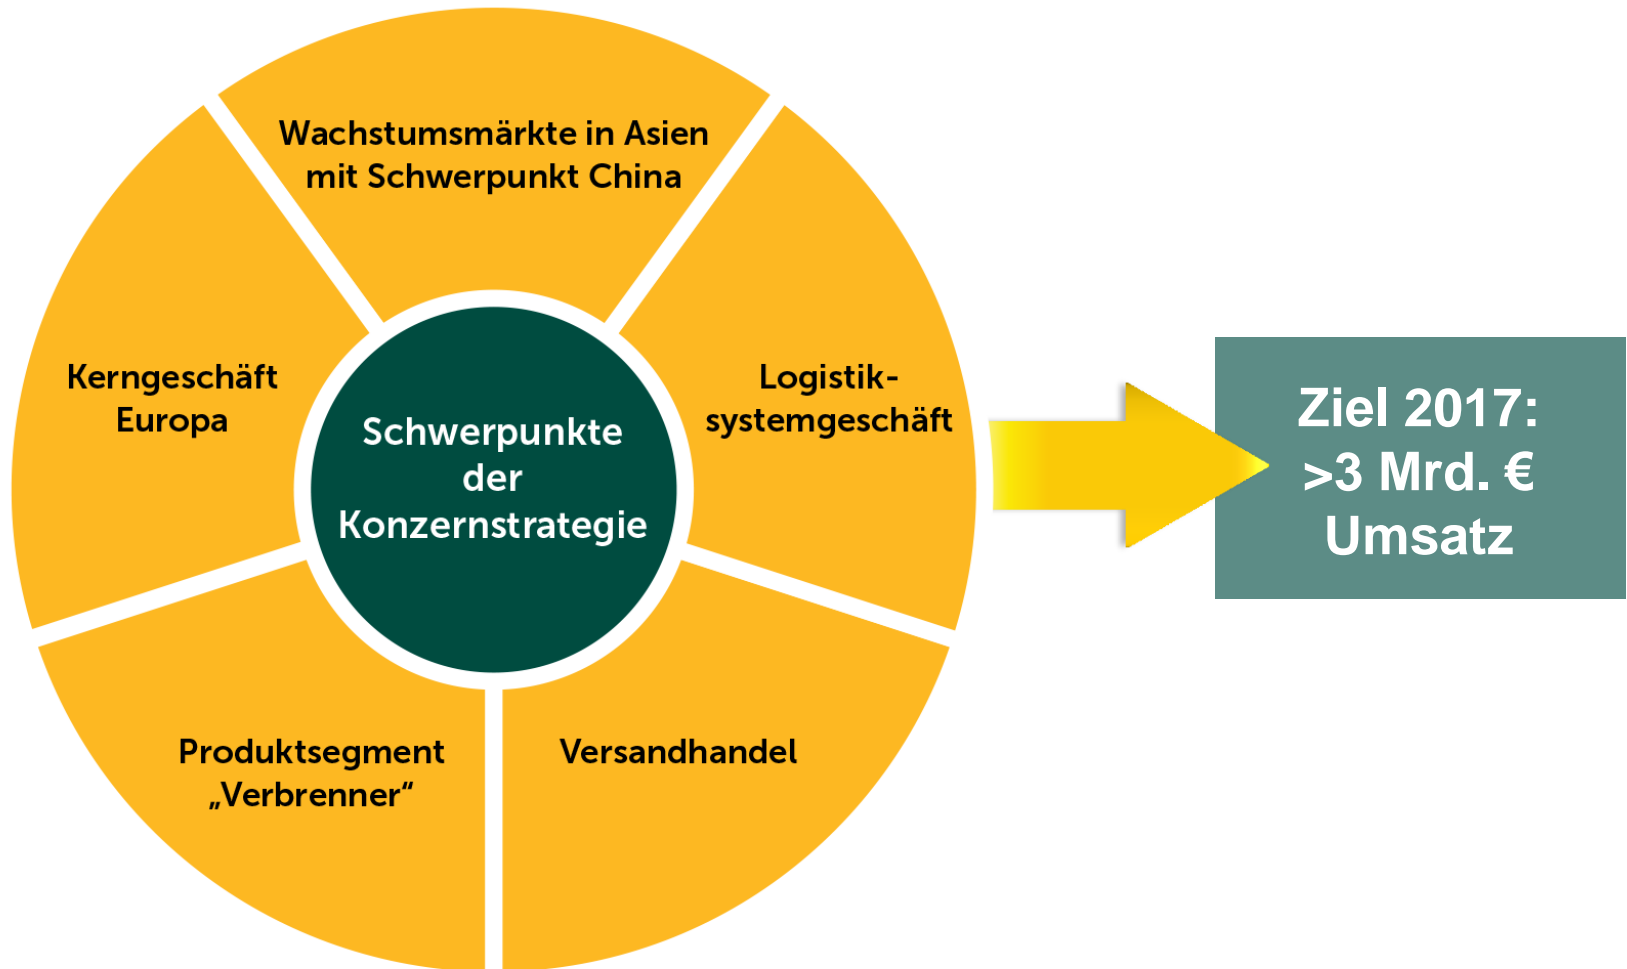 Wachstumsmärkte in Asien
mit Schwerpunkt China
Kerngeschäft
Europa
Logistik-
systemgeschäft
Schwerpunkte
der
Konzernstrategie
Produktsegment
„Verbrenner“
Versandhandel
Ziel 2017:
>3 Mrd. €
Umsatz